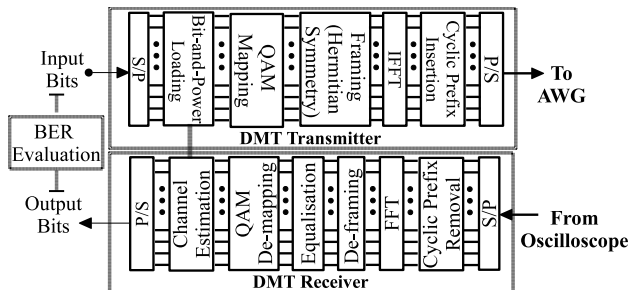 Input
Bits
S/P
Bit-and-Power
Loading
QAM
Mapping
Framing
(Hermitian
Symmetry)
IFFT
Cyclic Prefix
Insertion
P/S
To
AWG
DMT Transmitter
BER
Evaluation
Output
Bits
P/S
Channel
Estimation
QAM
De-mapping
Equalisation
De-framing
FFT
Cyclic Prefix
Removal
S/P
From
Oscilloscope
DMT Receiver